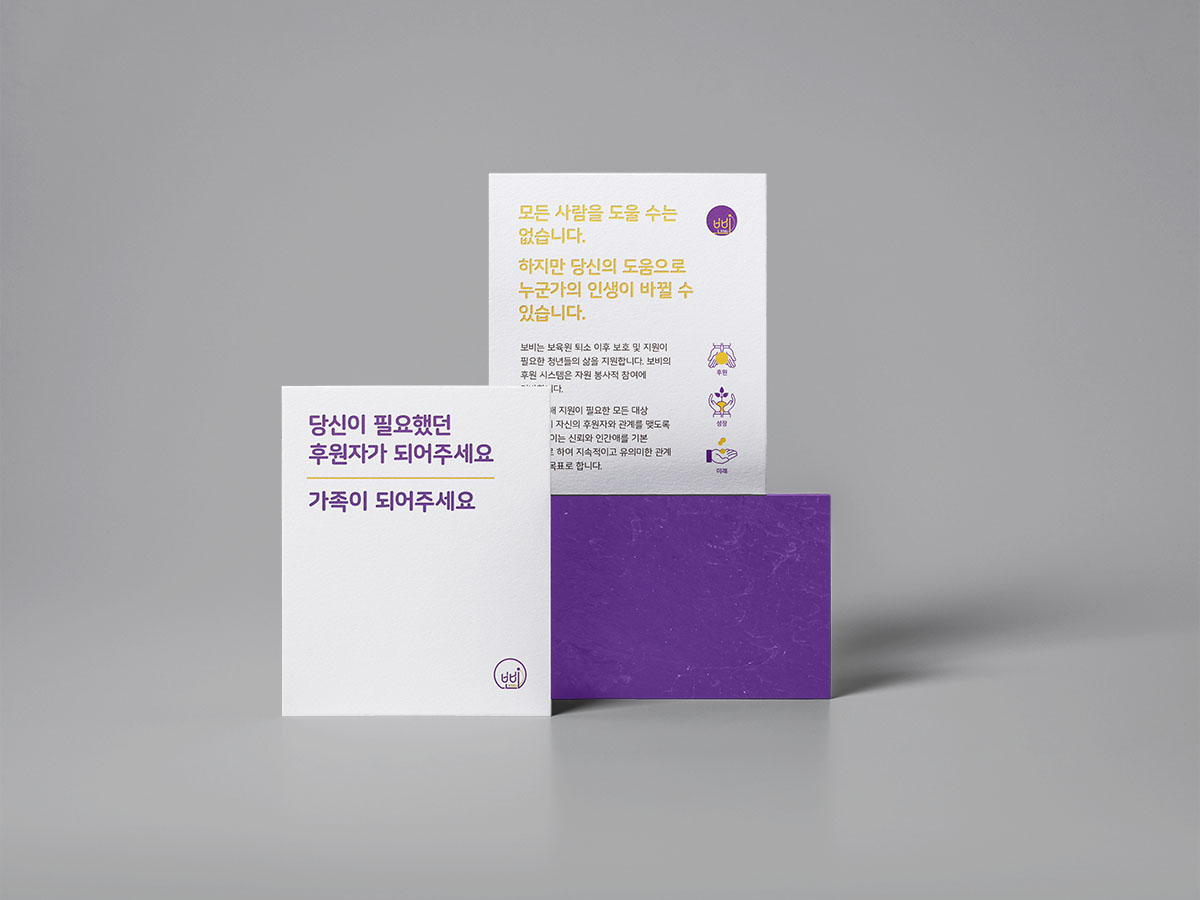 모든 사람을 도울 수는
없습니다.
하지만 당신의 도움으로
누군가의 인생이 바뀔 수
있습니다.
보비는 보육원 퇴소 이후 보호 및 지원이
필요한 청년들의 삶을 지원합니다. 보비의
후원 시스템은 자원 봉사적 참여에
지원이 필요한 모든 대상
자신의 후원자와 관계를 맺도록
이는 신뢰와 인간애를 기본
하여 지속적이고 유의미한 관계
목표로 합니다.
후원
성장
미래
당신이 필요했던
후원자가 되어주세요
가족이 되어주세요